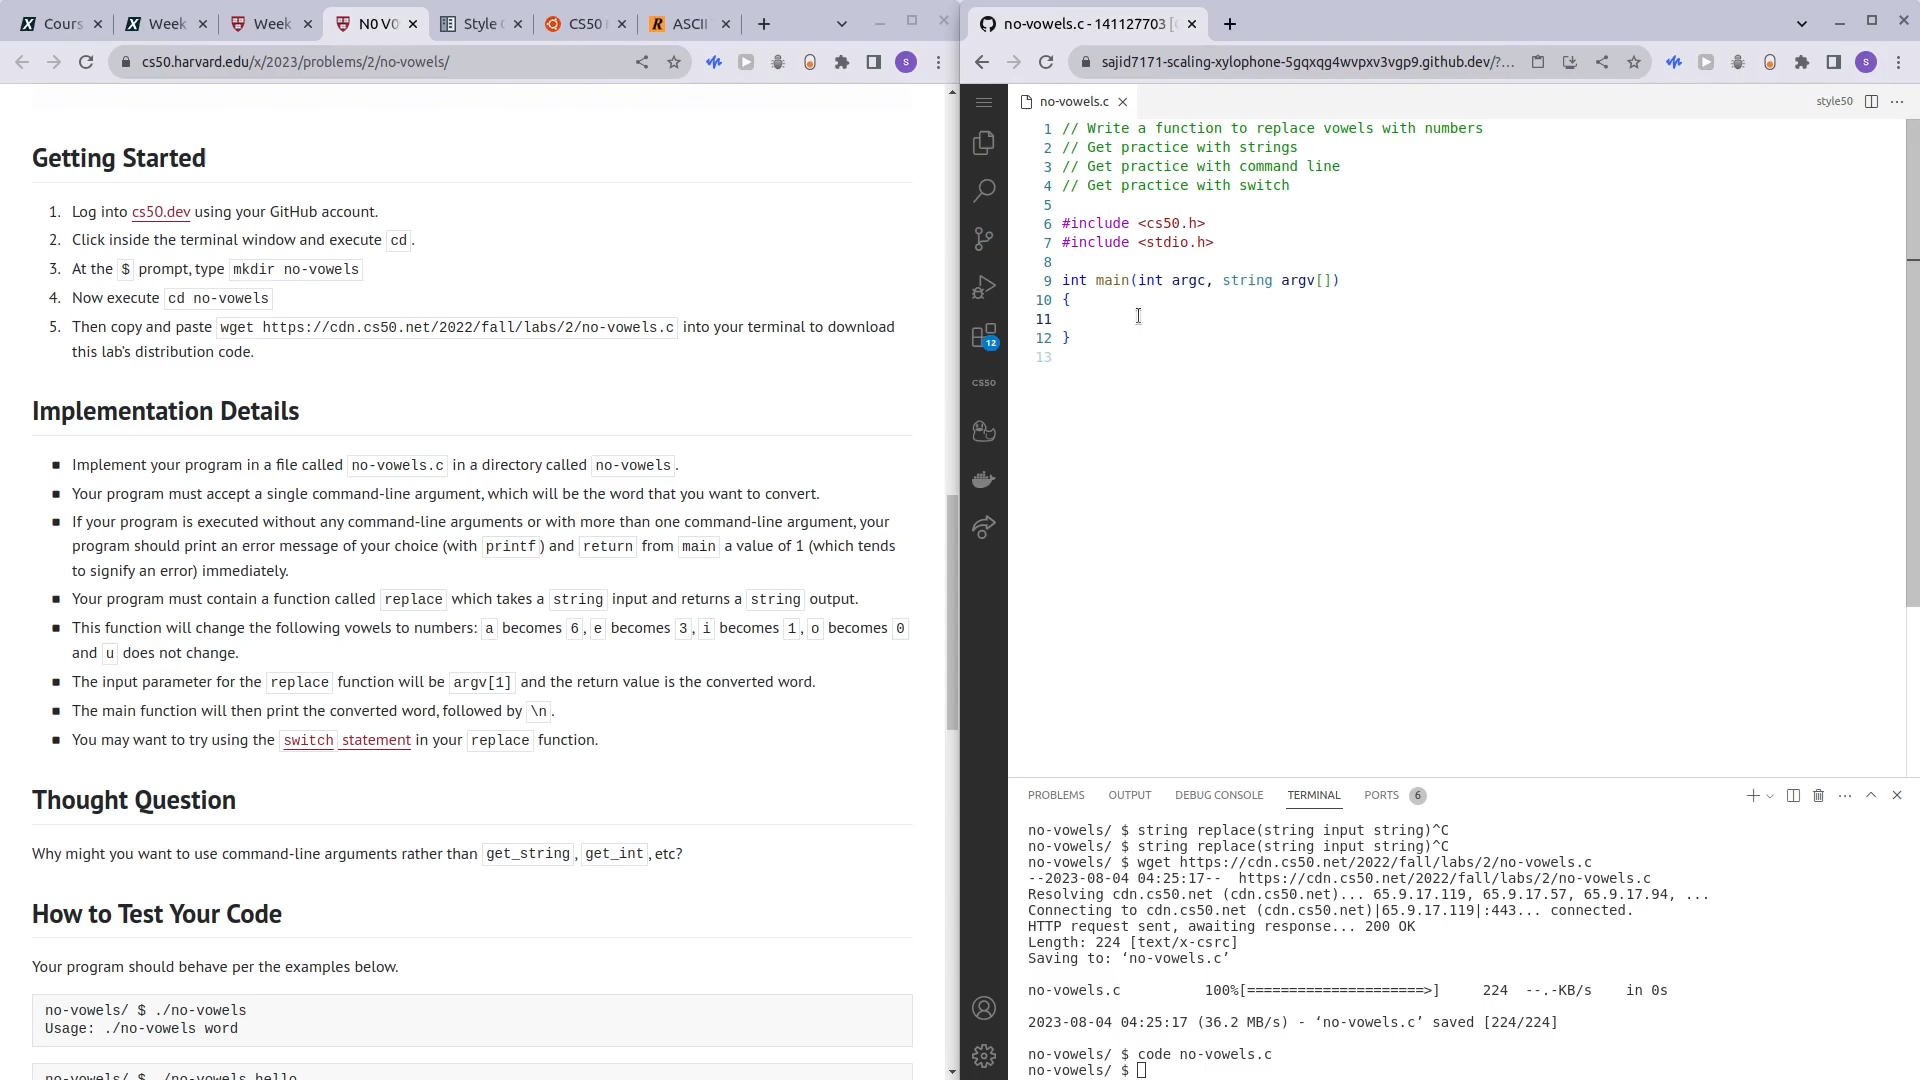 Cours
Week
Week
N0 V0
Style
CS50
ASCII
cs50.harvard.edu/x/2023/problems/2/no-vowels/
S
Getting Started
1. Log into cs50.dev using your GitHub account.
2. Click inside the terminal window and execute cd.
3. At the $ prompt, type mkdir no-vowels
4. Now execute cd no-vowels
5. Then copy and paste wget https://cdn.cs50.net/2022/fall/labs/2/no-vowels.c into your terminal to download
this lab's distribution code.
Implementation Details
Implement your program in a file called no-vowels.c in a directory called no-vowels.
Your program must accept a single command-line argument, which will be the word that you want to convert.
If your program is executed without any command-line arguments or with more than one command-line argument, your
program should print an error message of your choice (with printf) and return from main a value of 1 (which tends
to signify an error) immediately.
Your program must contain a function called replace which takes a string input and returns a string output.
This function will change the following vowels to numbers: a becomes 6, e becomes 3, i becomes 1, o becomes 0
and u does not change.
The input parameter for the replace function will be argv[1] and the return value is the converted word.
The main function will then print the converted word, followed by \n.
You may want to try using the switch statement in your replace function.
Thought Question
Why might you want to use command-line arguments rather than get_string, get_int, etc?
How to Test Your Code
Your program should behave per the examples below.
no-vowels/ $ ./no-vowels
Usage: ./no-vowels word
no-vowels/ $ ./no-vowels hello
no-vowels.c - 141127703 [
sajid7171-scaling-xylophone-5gqxqg4wvpxv3vgp9.github.dev/?...
S
no-vowels.c
style50
12
CS50
1 // Write a function to replace vowels with numbers
2 // Get practice with strings
3 // Get practice with command line
4 // Get practice with switch
5
6 #include <cs50.h>
7 #include <stdio.h>
8
9 int main(int argc, string argv[])
10 {
11
12 }
13
PROBLEMS OUTPUT DEBUG CONSOLE TERMINAL PORTS 6
no-vowels/ $ string replace(string input string)^C
no-vowels/ $ string replace(string input string)^C
no-vowels/ $ wget https://cdn.cs50.net/2022/fall/labs/2/no-vowels.c
--2023-08-04 04:25:17-- https://cdn.cs50.net/2022/fall/labs/2/no-vowels.c
Resolving cdn.cs50.net (cdn.cs50.net)... 65.9.17.119, 65.9.17.57, 65.9.17.94, ...
Connecting to cdn.cs50.net (cdn.cs50.net)|65.9.17.119|:443... connected.
HTTP request sent, awaiting response... 200 OK
Length: 224 [text/x-csrc]
Saving to: ‘no-vowels.c’
no-vowels.c 100%[=====================>] 224 --.-KB/s in 0s
2023-08-04 04:25:17 (36.2 MB/s) - ‘no-vowels.c’ saved [224/224]
no-vowels/ $ code no-vowels.c
no-vowels/ $